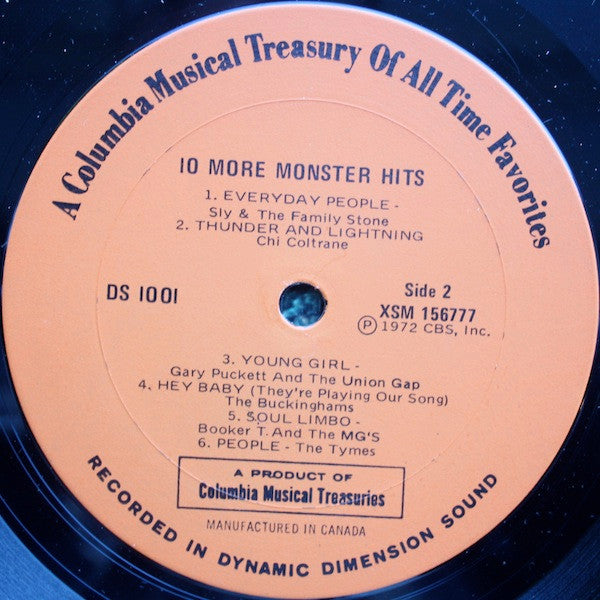 A Columbia Musical Treasury Of All Time Favorites
10 MORE MONSTER HITS
1. EVERYDAY PEOPLE -
Sly & The Family Stone
2. THUNDER AND LIGHTNING
Chi Coltrane
DS 1001
Side 2
XSM 156777
℗ 1972 CBS, Inc.
3. YOUNG GIRL -
Gary Puckett And The Union Gap
4. HEY BABY (They're Playing Our Song)
The Buckinghams
5. SOUL LIMBO -
Booker T. And The MG'S
6. PEOPLE - The Tymes
A PRODUCT OF
Columbia Musical Treasuries
MANUFACTURED IN CANADA
RECORDED IN DYNAMIC DIMENSION SOUND